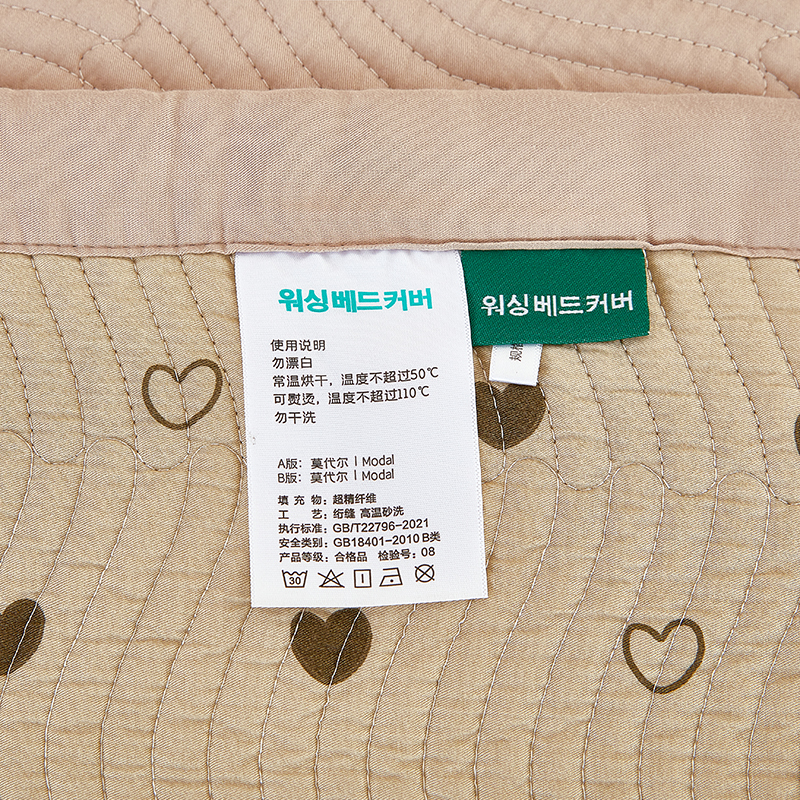 워싱베드커버
워싱베드커버
规格
使用说明
勿漂白
常温烘干，温度不超过50℃
可熨烫，温度不超过110℃
勿干洗
A版：莫代尔 | Modal
B版：莫代尔 | Modal
填 充 物：超精纤维
工 艺：绗缝 高温砂洗
执行标准：GB/T22796-2021
安全类别：GB18401-2010 B类
产品等级：合格品 检验号：08
30